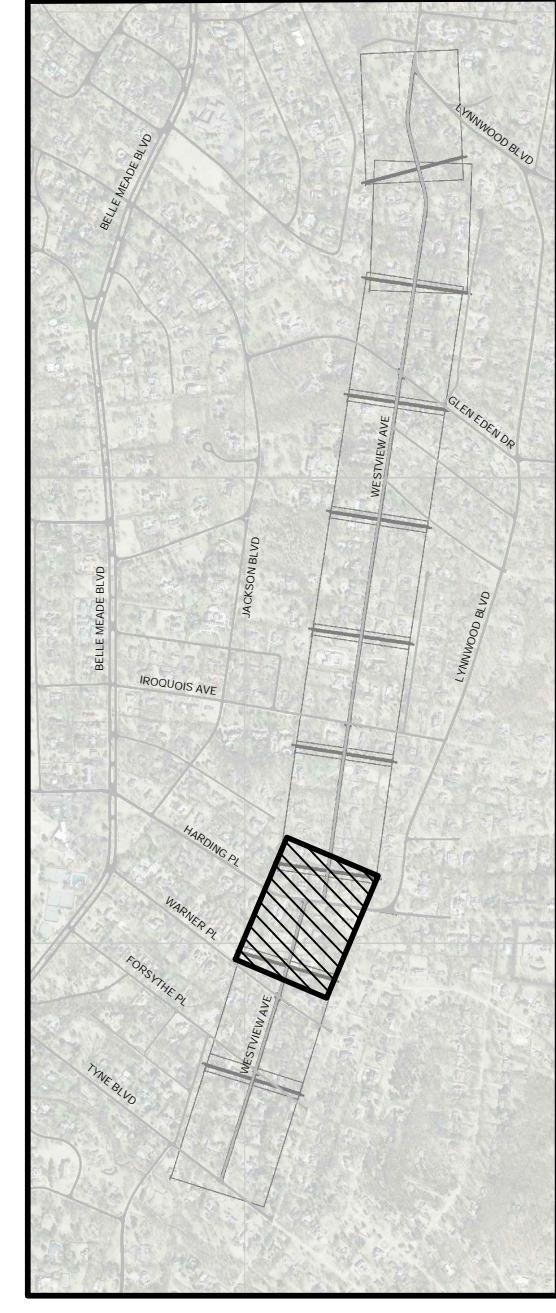 LYNNWOOD BLVD
BELLE MEADE BLVD
GLEN EDEN DR
WESTVIEW AVE
JACKSON BLVD
BELLE MEADE BLVD
LYNNWOOD BLVD
IROQUOIS AVE
HARDING PL
WARNER PL
FORSYTHE PL
WESTVIEW AVE
TYNE BLVD